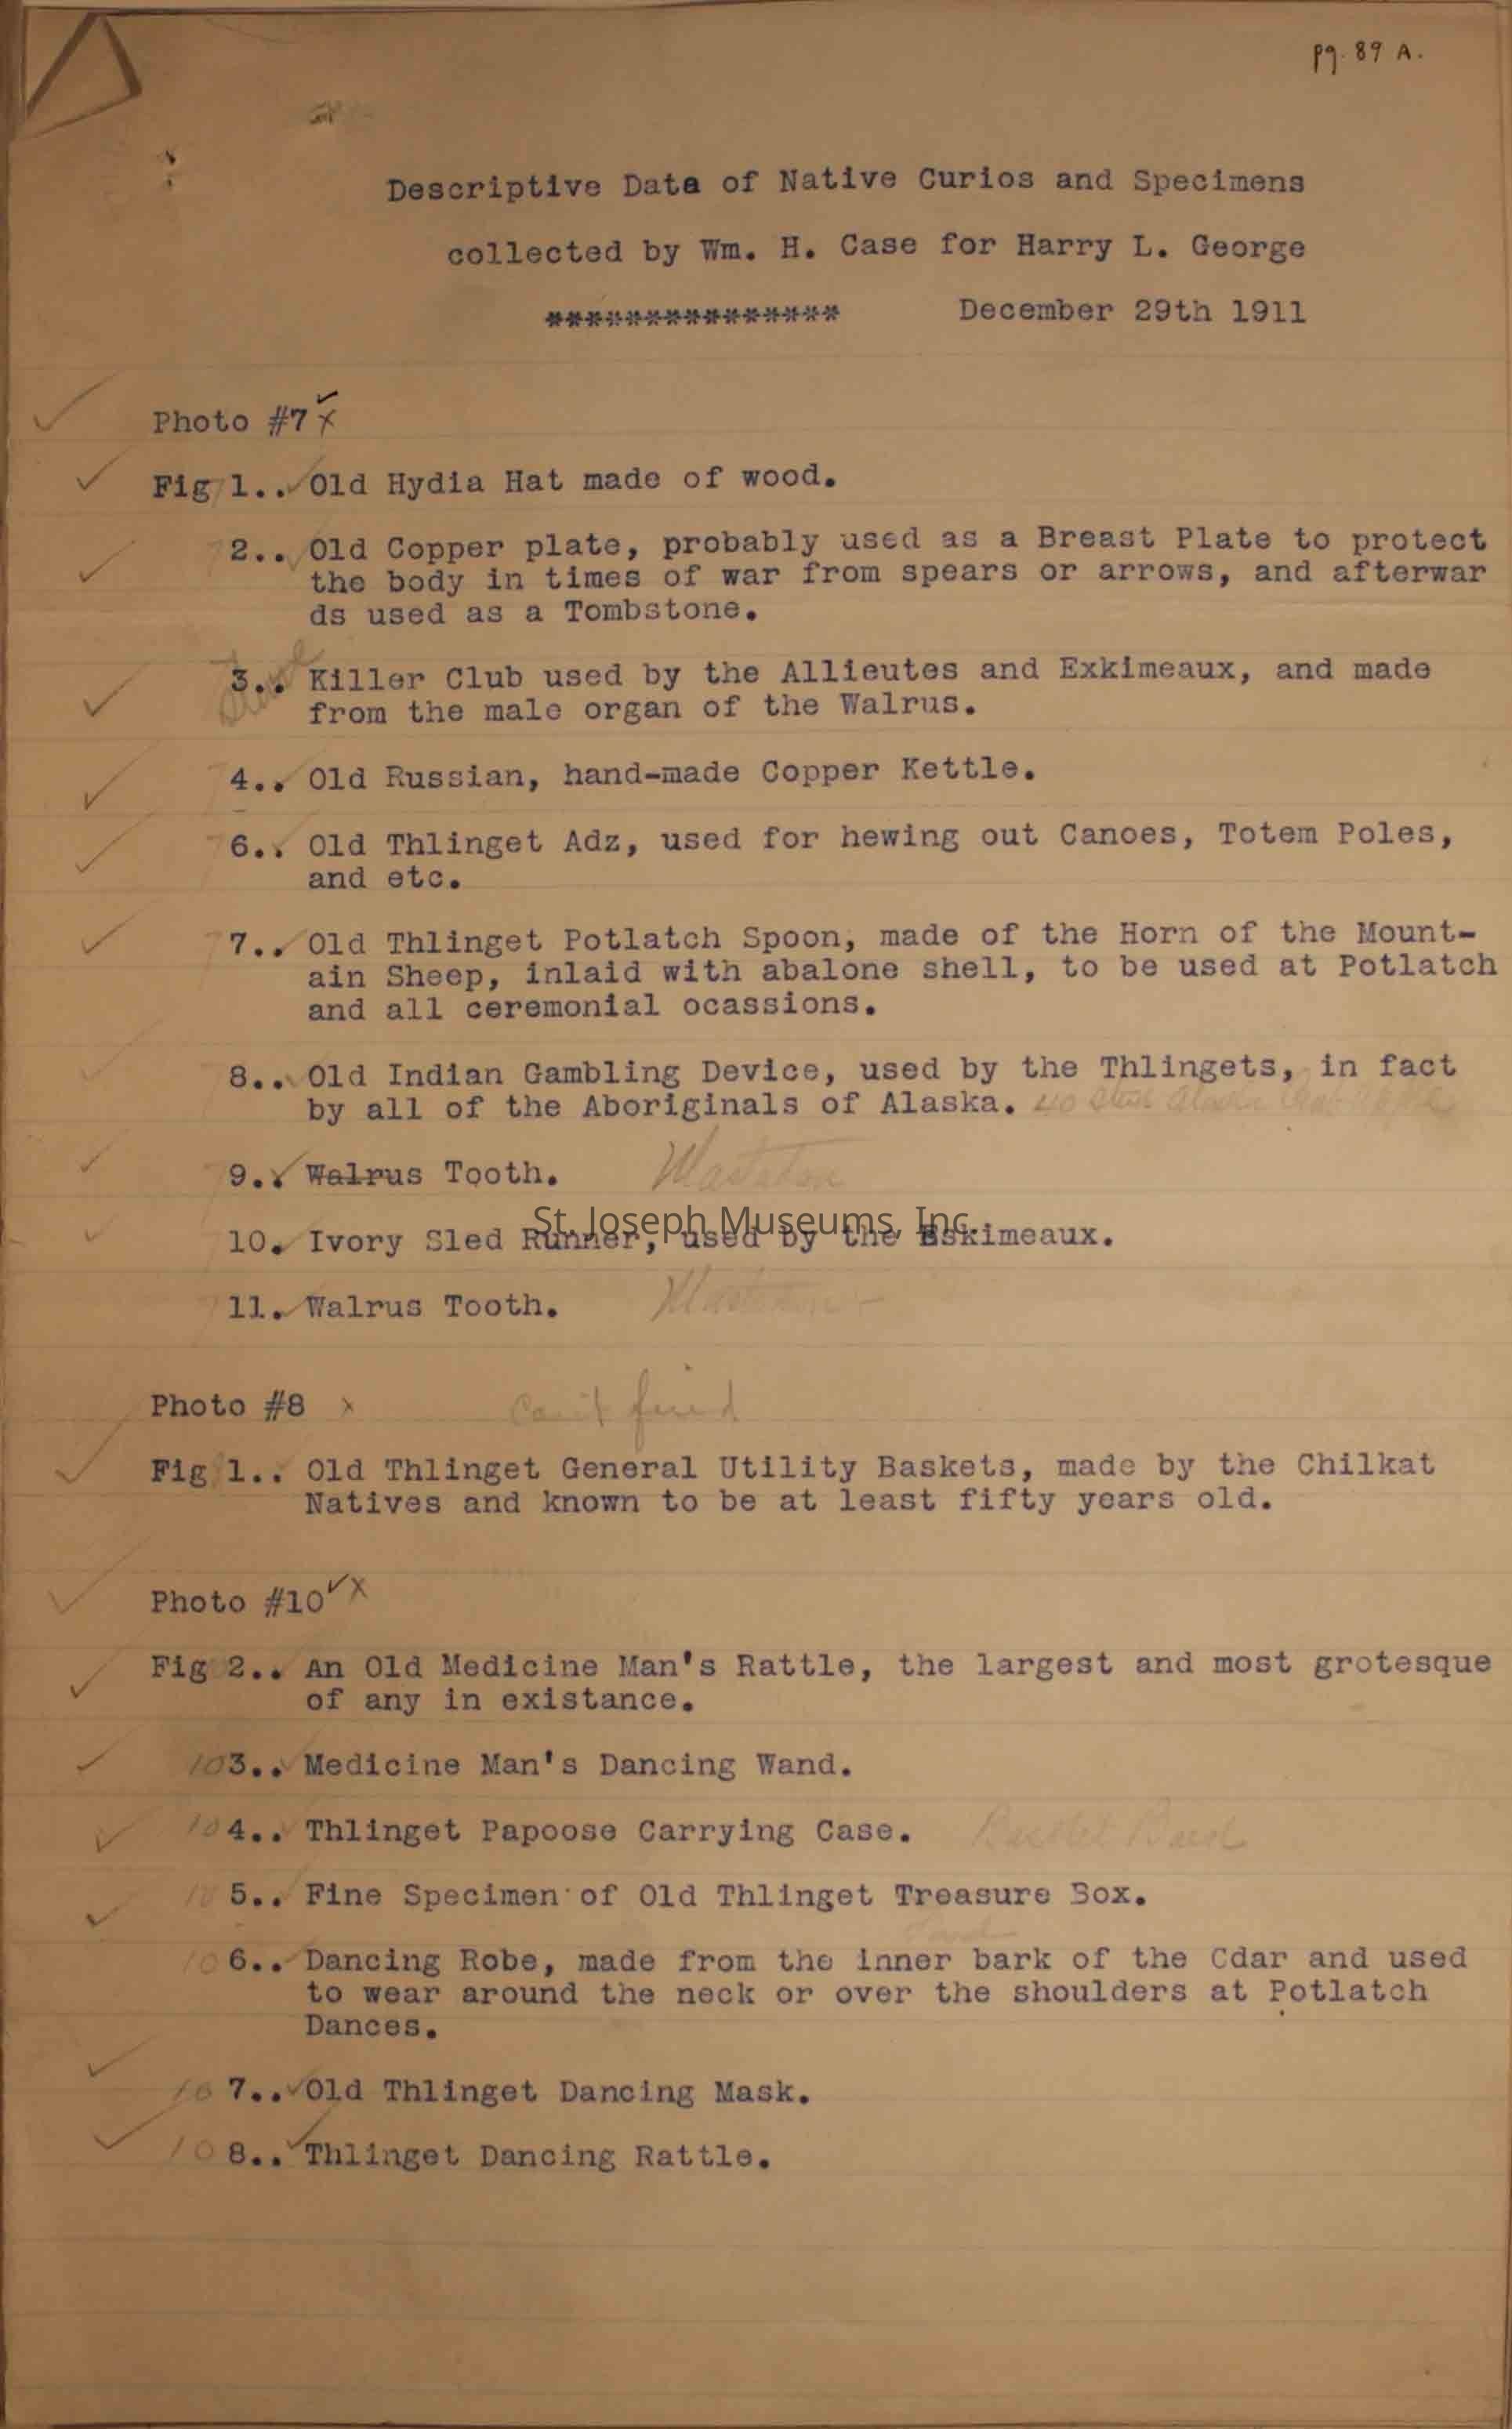 pg. 89 A.
Descriptive Data of Native Curios and Specimens
collected by Wm. H. Case for Harry L. George
*************** December 29th 1911
Photo #7 x
Fig 1.. Old Hydia Hat made of wood.
2.. Old Copper plate, probably used as a Breast Plate to protect
the body in times of war from spears or arrows, and afterwar
ds used as a Tombstone.
3.. Killer Club used by the Allieutes and Exkimeaux, and made
from the male organ of the Walrus.
4.. Old Russian, hand-made Copper Kettle.
6.. Old Thlinget Adz, used for hewing out Canoes, Totem Poles,
and etc.
7.. Old Thlinget Potlatch Spoon, made of the Horn of the Mount-
ain Sheep, inlaid with abalone shell, to be used at Potlatch
and all ceremonial ocassions.
8.. Old Indian Gambling Device, used by the Thlingets, in fact
by all of the Aboriginals of Alaska.
9.. Walrus Tooth. Mastodon
St. Joseph Museums, Inc.
10. Ivory Sled Runner, used by the Eskimeaux.
11. Walrus Tooth. Mastodon
Photo #8 x can't find
Fig 1.. Old Thlinget General Utility Baskets, made by the Chilkat
Natives and known to be at least fifty years old.
Photo #10 x
Fig 2.. An Old Medicine Man's Rattle, the largest and most grotesque
of any in existance.
103.. Medicine Man's Dancing Wand.
104.. Thlinget Papoose Carrying Case.
10 5.. Fine Specimen of Old Thlinget Treasure Box.
10 6.. Dancing Robe, made from the inner bark of the Cdar and used
to wear around the neck or over the shoulders at Potlatch
Dances.
10 7.. Old Thlinget Dancing Mask.
10 8.. Thlinget Dancing Rattle.